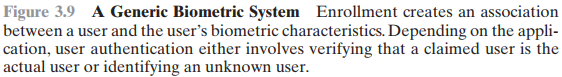 Figure 3.9 A Generic Biometric System Enrollment creates an association
between a user and the user's biometric characteristics. Depending on the appli-
cation, user authentication either involves verifying that a claimed user is the
actual user or identifying an unknown user.